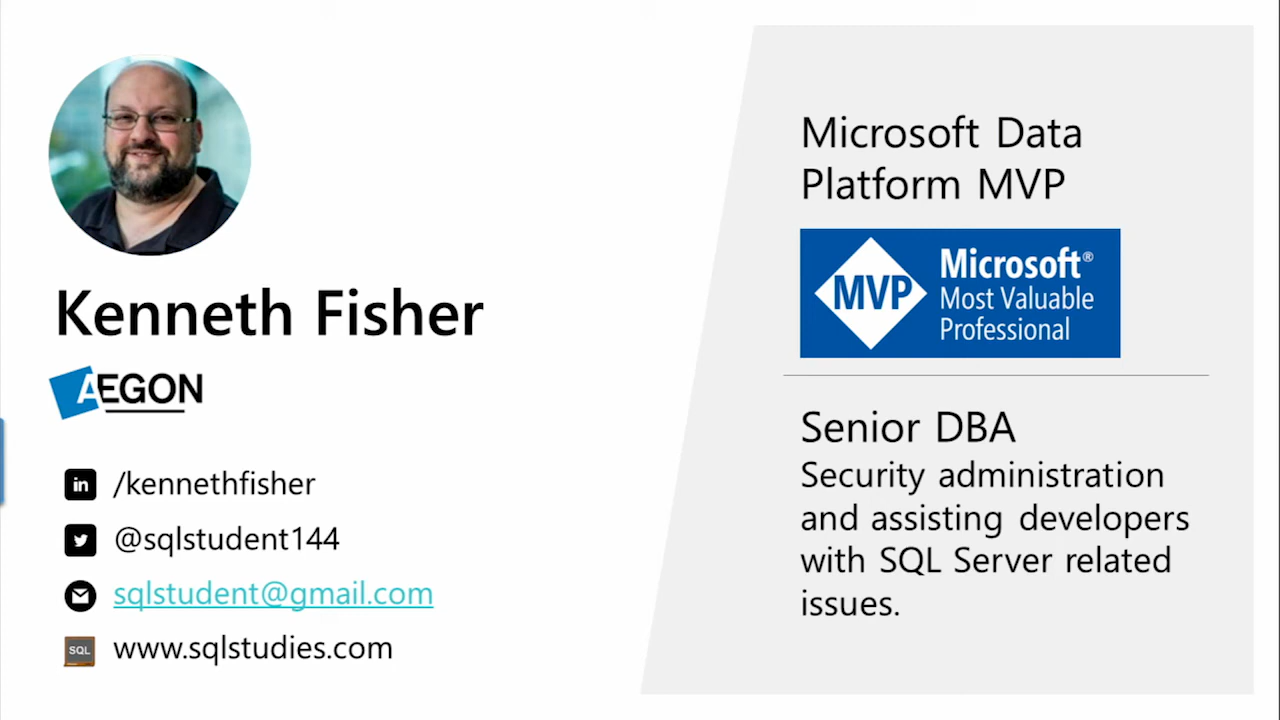 Kenneth Fisher
AEGON
in /kennethfisher
@sqlstudent144
sqlstudent@gmail.com
SQL www.sqlstudies.com
Microsoft Data
Platform MVP
MVP
Microsoft®
Most Valuable
Professional
Senior DBA
Security administration
and assisting developers
with SQL Server related
issues.